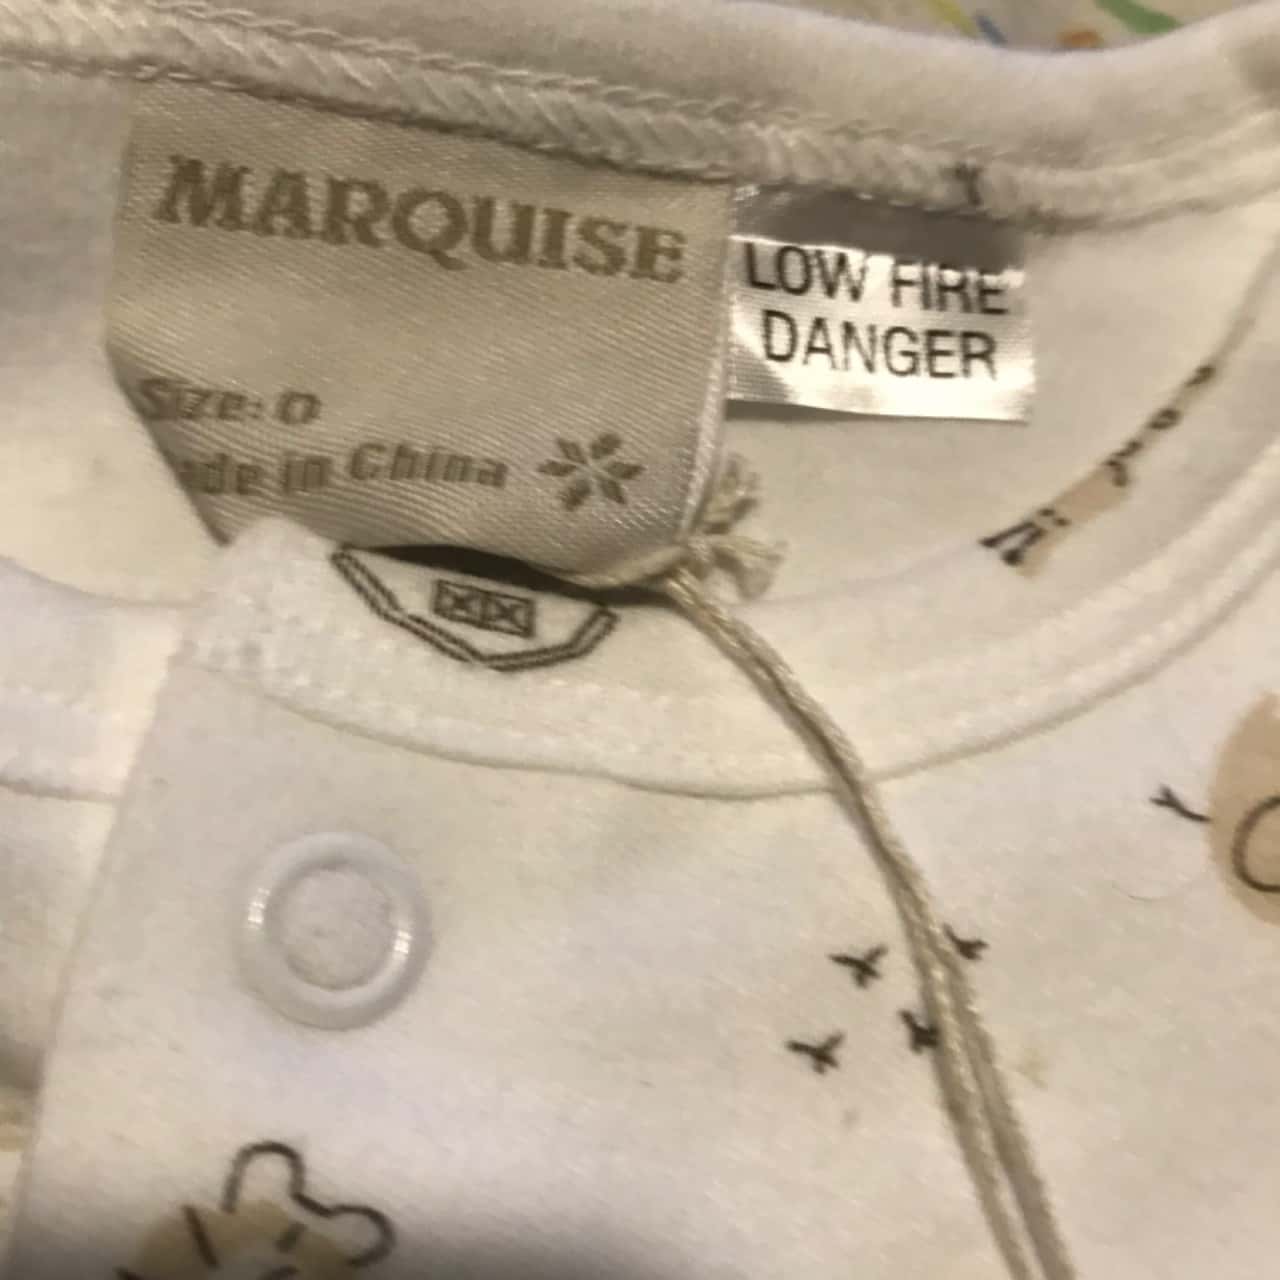 MARQUISE
Size: 0
ade in China
LOW FIRE
DANGER